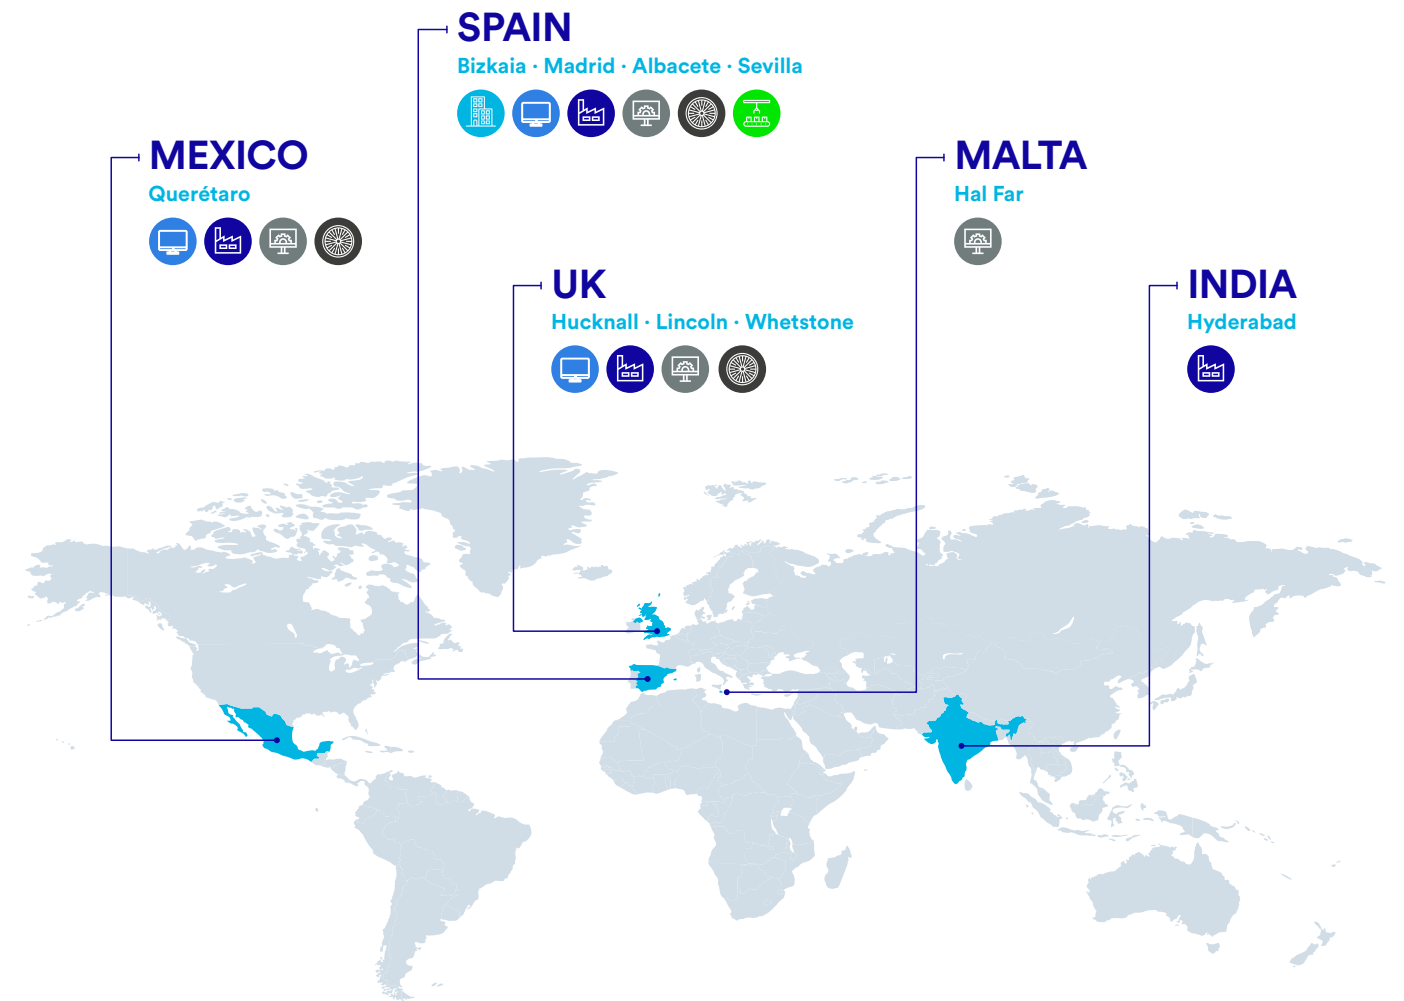 SPAIN
Bizkaia · Madrid · Albacete · Sevilla
MEXICO
Querétaro
MALTA
Hal Far
UK
Hucknall · Lincoln · Whetstone
INDIA
Hyderabad